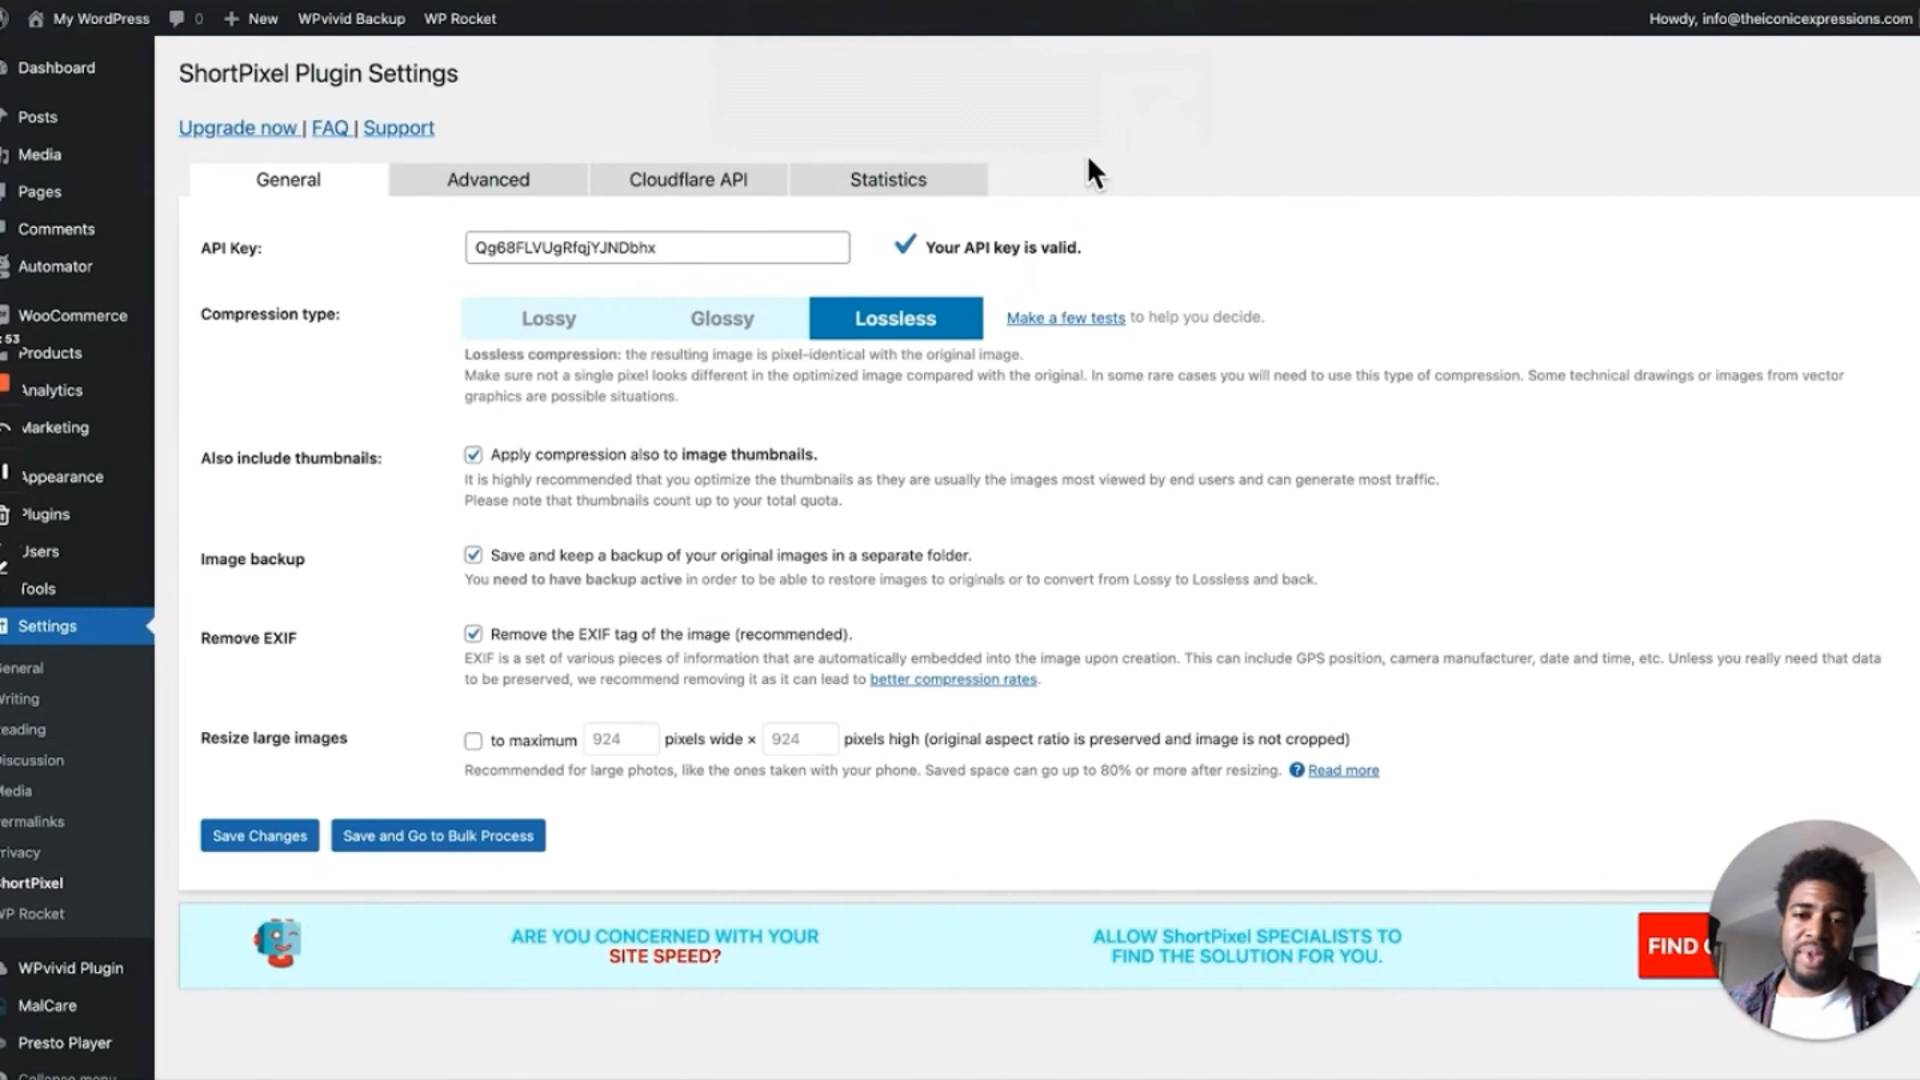 My WordPress 0 New WPvivid Backup WP Rocket Howdy, info@theiconicexpressions.com
Dashboard
Posts
Media
Pages
Comments
Automator
WooCommerce
:53
Products
Analytics
Marketing
Appearance
Plugins
Users
Tools
Settings
General
Writing
Reading
Discussion
Media
Permalinks
Privacy
ShortPixel
WP Rocket
WPvivid Plugin
MalCare
Presto Player
Collapse menu
ShortPixel Plugin Settings
Upgrade now | FAQ | Support
General Advanced Cloudflare API Statistics
API Key: Qg68FLVUgRfqjYJNDbhx Your API key is valid.
Compression type: Lossy Glossy Lossless Make a few tests to help you decide.
Lossless compression: the resulting image is pixel-identical with the original image.
Make sure not a single pixel looks different in the optimized image compared with the original. In some rare cases you will need to use this type of compression. Some technical drawings or images from vector
graphics are possible situations.
Also include thumbnails: Apply compression also to image thumbnails.
It is highly recommended that you optimize the thumbnails as they are usually the images most viewed by end users and can generate most traffic.
Please note that thumbnails count up to your total quota.
Image backup Save and keep a backup of your original images in a separate folder.
You need to have backup active in order to be able to restore images to originals or to convert from Lossy to Lossless and back.
Remove EXIF Remove the EXIF tag of the image (recommended).
EXIF is a set of various pieces of information that are automatically embedded into the image upon creation. This can include GPS position, camera manufacturer, date and time, etc. Unless you really need that data
to be preserved, we recommend removing it as it can lead to better compression rates.
Resize large images to maximum 924 pixels wide × 924 pixels high (original aspect ratio is preserved and image is not cropped)
Recommended for large photos, like the ones taken with your phone. Saved space can go up to 80% or more after resizing. ? Read more
Save Changes Save and Go to Bulk Process
ARE YOU CONCERNED WITH YOUR
SITE SPEED?
ALLOW ShortPixel SPECIALISTS TO
FIND THE SOLUTION FOR YOU.
FIND